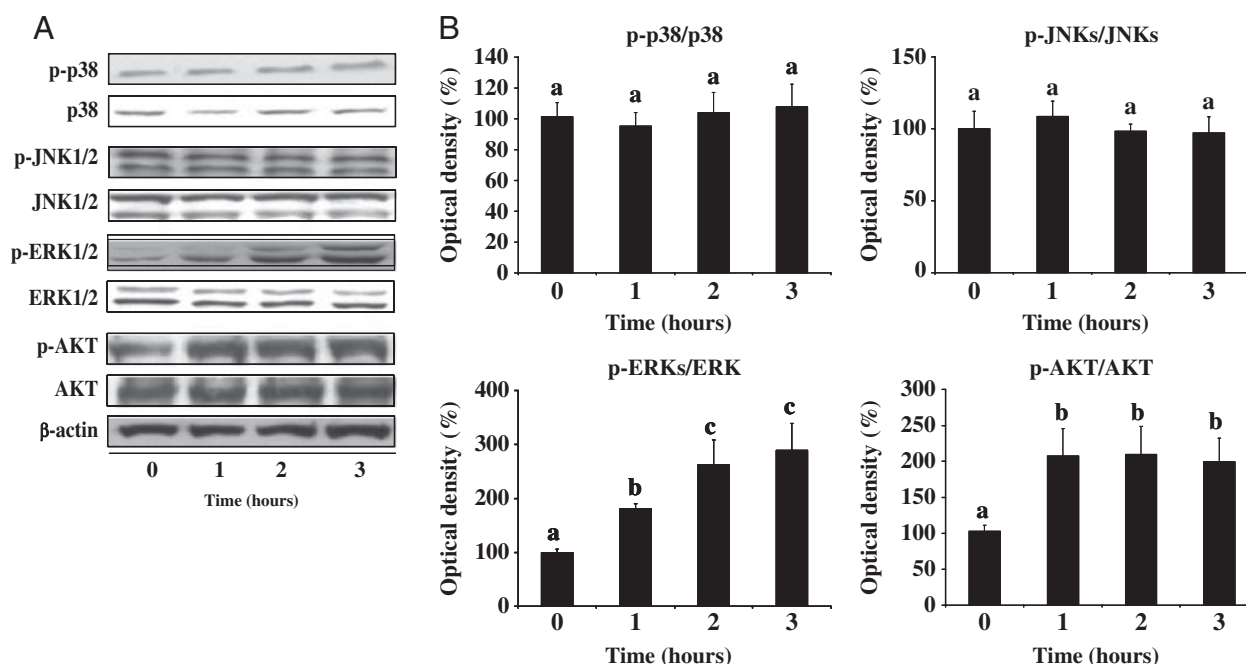 A
p-p38
p38
p-JNK1/2
JNK1/2
p-ERK1/2
ERK1/2
p-AKT
AKT
β-actin
0 1 2 3
Time (hours)
B
p-p38/p38
Optical density (%)
140
120
100
80
60
40
20
0
a a a a
0 1 2 3
Time (hours)
p-JNKs/JNKs
Optical density (%)
150
100
50
0
a a a a
0 1 2 3
Time (hours)
p-ERKs/ERK
Optical density (%)
400
300
200
100
0
a b c c
0 1 2 3
Time (hours)
p-AKT/AKT
Optical density (%)
300
250
200
150
100
50
0
a b b b
0 1 2 3
Time (hours)